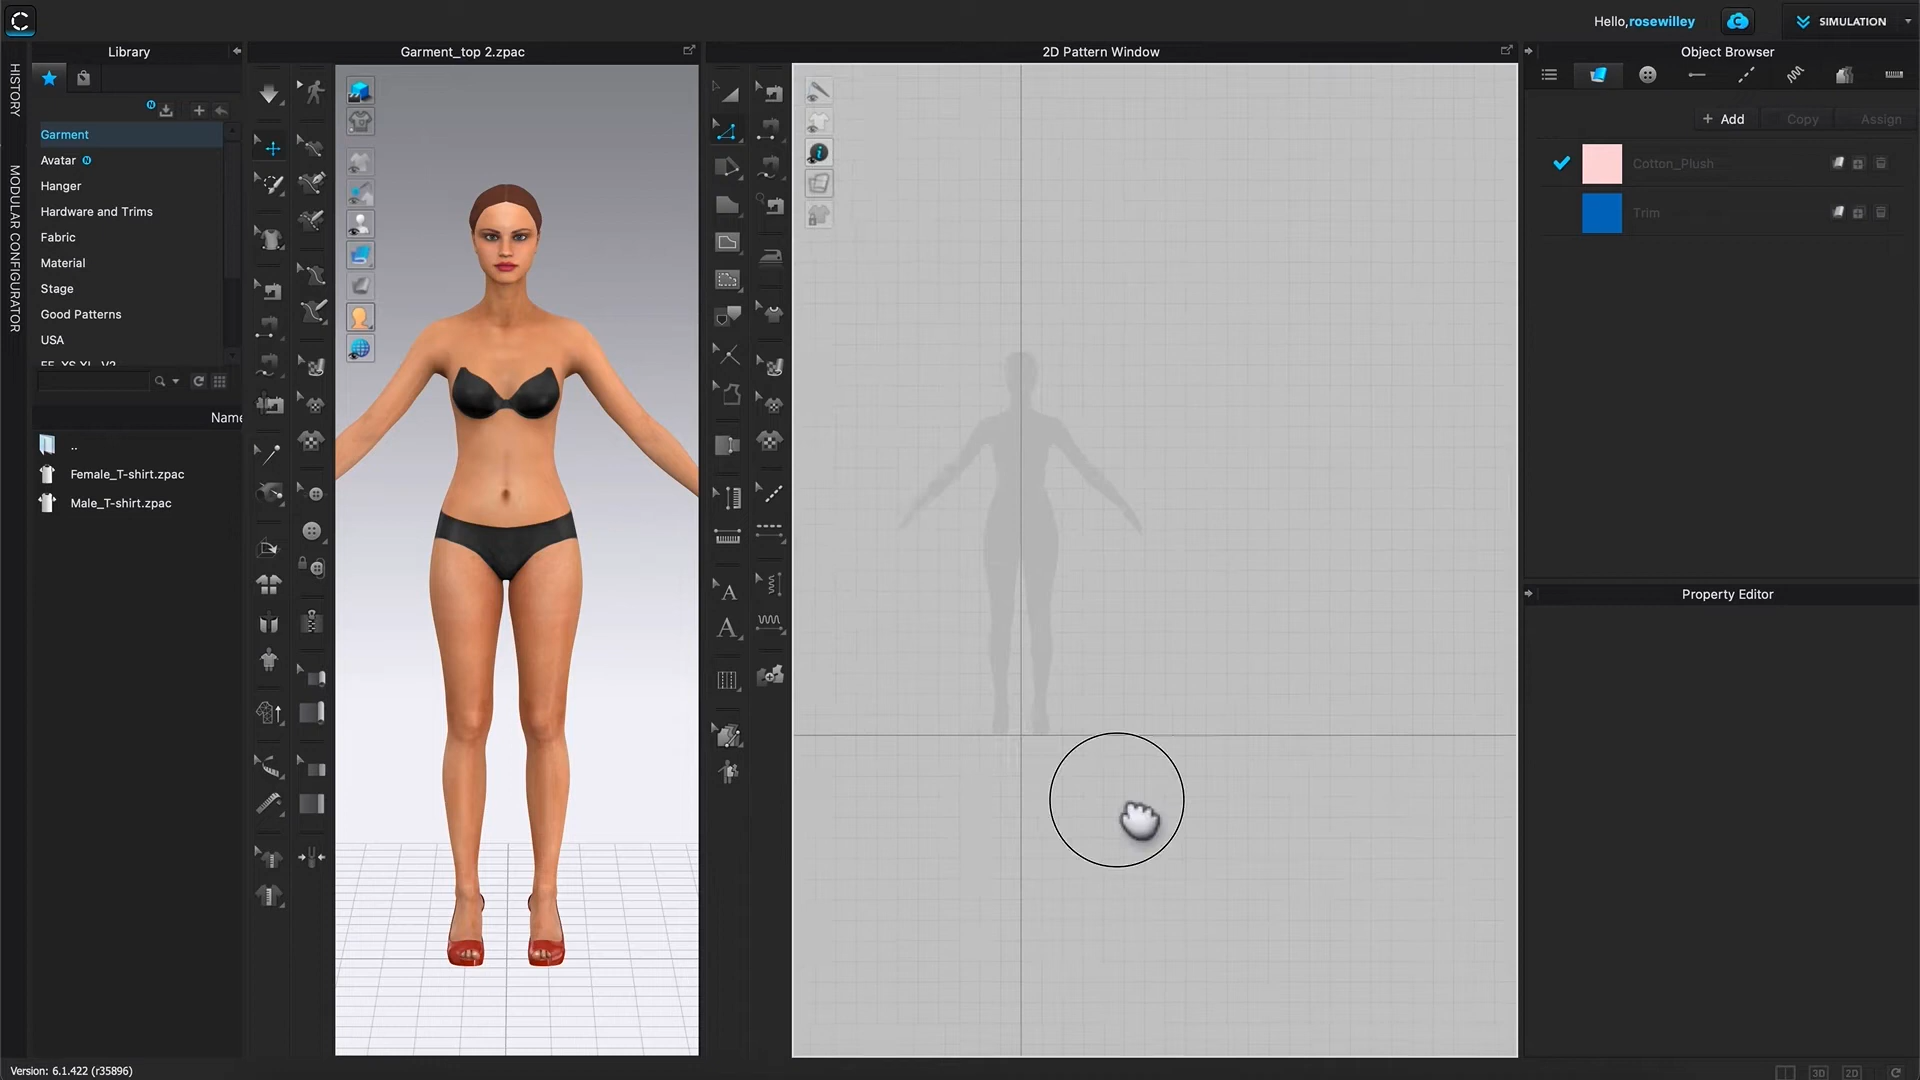 Hello,rosewilley
SIMULATION
Library
Garment_top 2.zpac
2D Pattern Window
Object Browser
HISTORY
MODULAR CONFIGURATOR
+ Add
Copy
Assign
Garment
Avatar
Hanger
Hardware and Trims
Fabric
Material
Stage
Good Patterns
USA
Cotton_Plush
Trim
Name
..
Female_T-shirt.zpac
Male_T-shirt.zpac
Property Editor
A
A
Version: 6.1.422 (r35896)
3D
2D